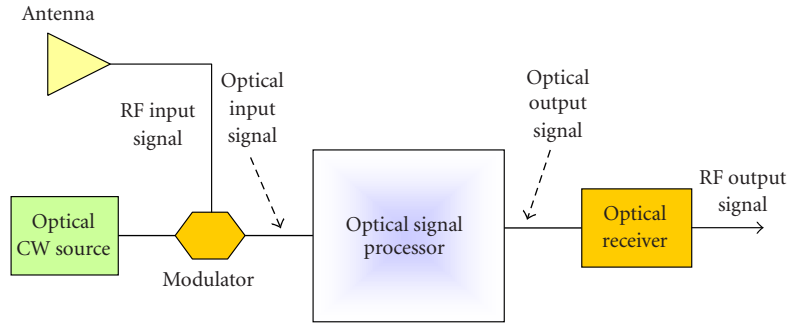 Antenna
RF input
signal
Optical
input
signal
Optical
output
signal
Optical
CW source
Modulator
Optical signal
processor
Optical
receiver
RF output
signal